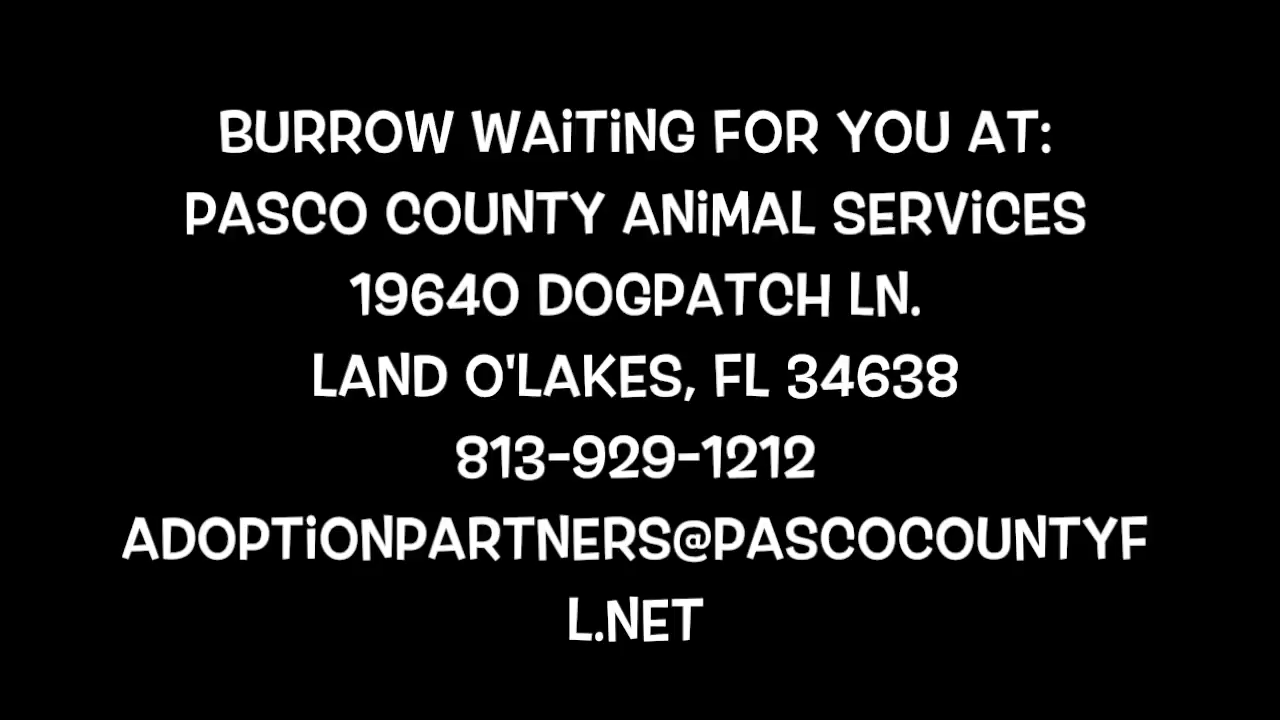 BURROW WAiTiNG FOR YOU AT:
PASCO COUNTY ANiMAL SERViCES
19640 DOGPATCH LN.
LAND O'LAKES, FL 34638
813-929-1212
ADOPTiONPARTNERS@PASCOCOUNTYF
L.NET